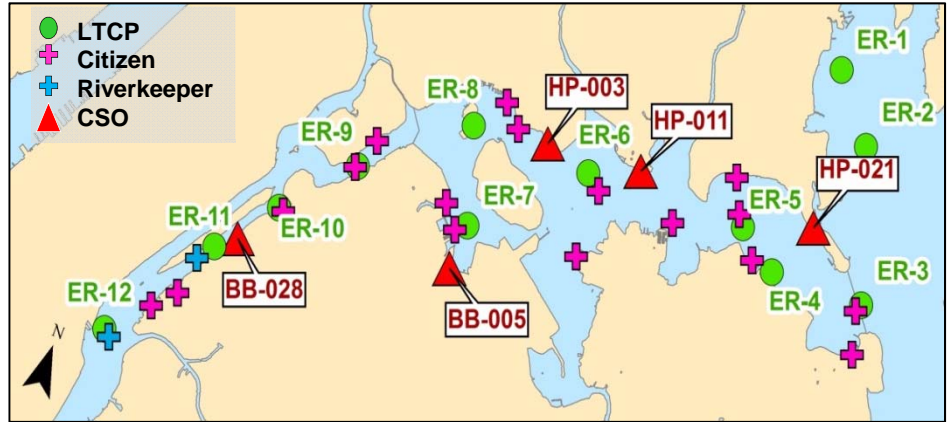 LTCP
Citizen
Riverkeeper
CSO
ER-1
ER-8
HP-003
ER-2
HP-011
ER-9
ER-6
HP-021
ER-5
ER-7
ER-11
ER-10
BB-028
ER-12
ER-3
ER-4
BB-005
N